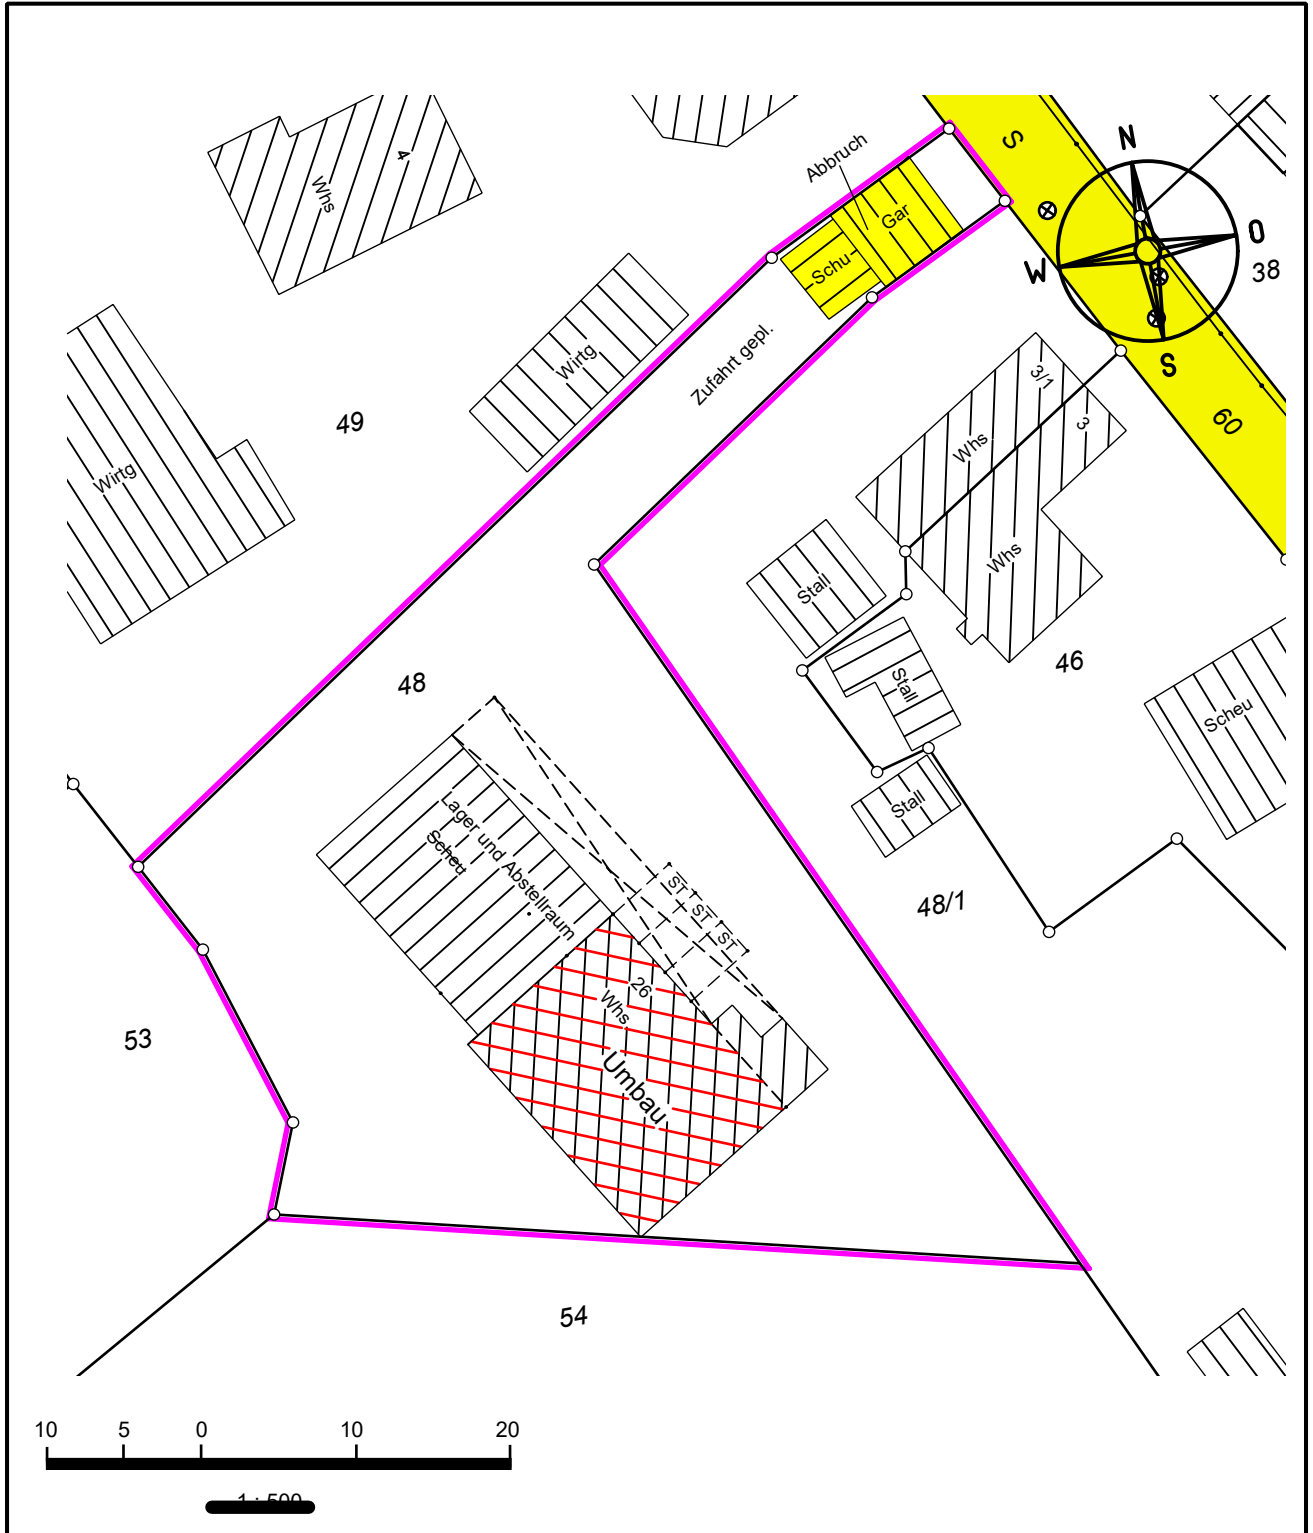 N
S
Abbruch
4
Whs
Gar
O
38
Schu
W
S
Zufahrt gepl.
Wirtg
3/1
49
3
60
Whs
Wirtg
Whs
Stall
46
48
Stall
Scheu
Lager und Abstellraum
Scheu
Stall
ST
ST
ST
48/1
26
Whs
53
Umbau
54
10 5 0 10 20
1 : 500